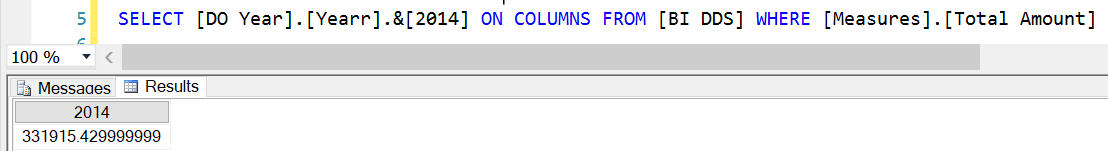 5 SELECT [DO Year].[Yearr].&[2014] ON COLUMNS FROM [BI DDS] WHERE [Measures].[Total Amount]
6
100 %
Messages Results
2014
331915.429999999